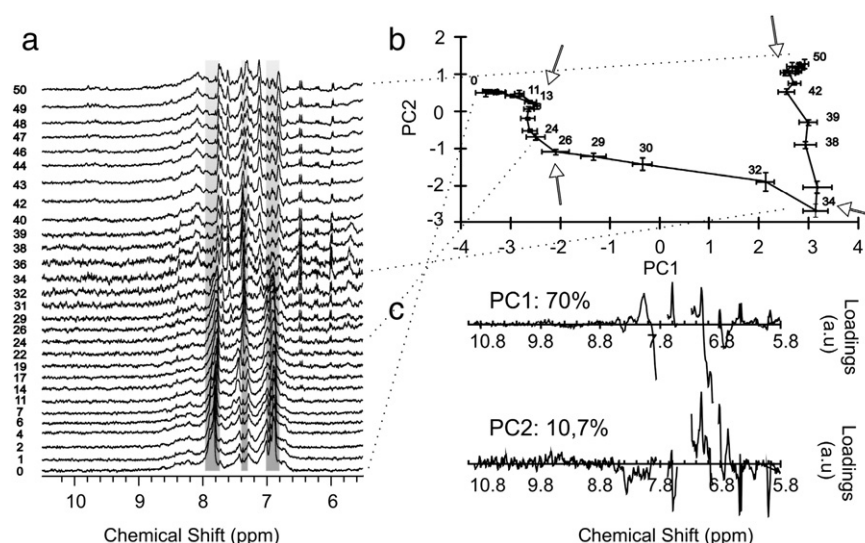 a
50
49
48
47
46
44
43
42
40
39
38
36
34
32
31
29
26
24
22
19
17
14
11
7
6
4
2
1
0
10 9 8 7 6
Chemical Shift (ppm)
b
PC2
2
1
0
-1
-2
-3
0
11
13
24
26
29
30
32
34
38
39
42
50
-4 -3 -2 -1 0 1 2 3 4
PC1
c
PC1: 70%
10.8 9.8 8.8 7.8 6.8 5.8
Loadings
(a.u)
PC2: 10,7%
10.8 9.8 8.8 7.8 6.8 5.8
Loadings
(a.u)
Chemical Shift (ppm)